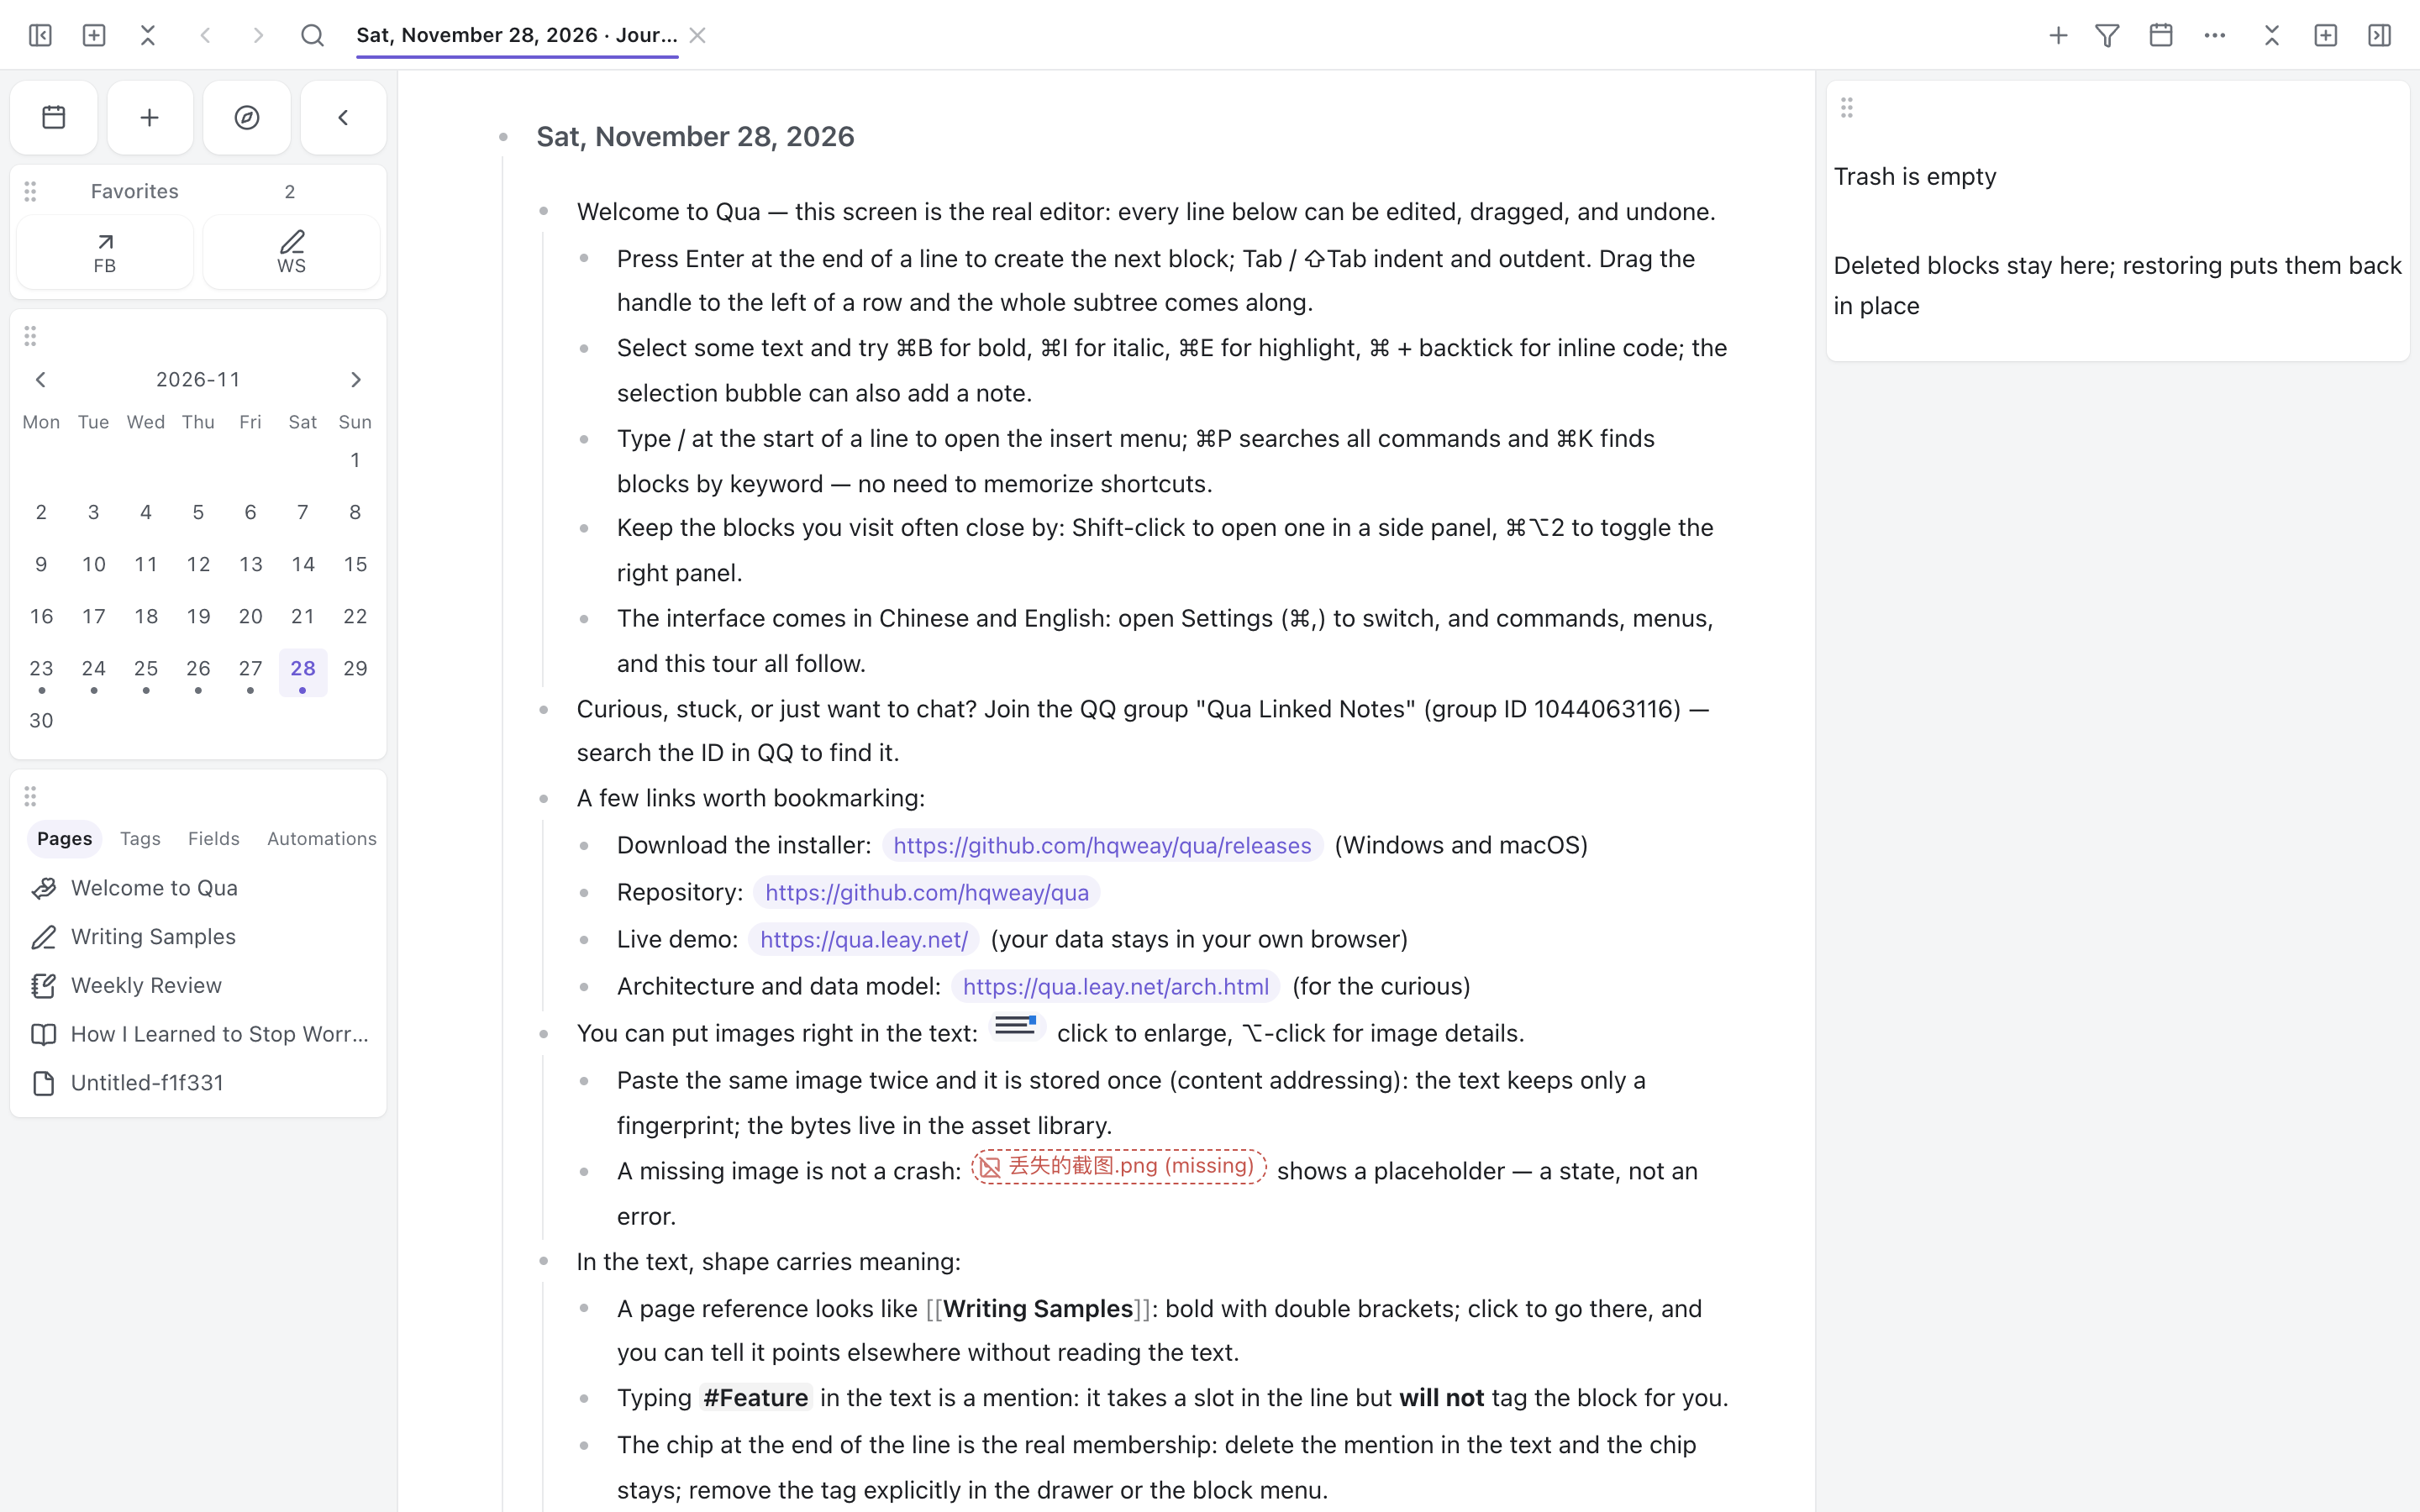 Sat, November 28, 2026 · Jour...
Favorites 2
FB WS
2026-11
Mon Tue Wed Thu Fri Sat Sun
1
2 3 4 5 6 7 8
9 10 11 12 13 14 15
16 17 18 19 20 21 22
23 24 25 26 27 28 29
30
Pages Tags Fields Automations
Welcome to Qua
Writing Samples
Weekly Review
How I Learned to Stop Worr...
Untitled-f1f331
Sat, November 28, 2026
Welcome to Qua — this screen is the real editor: every line below can be edited, dragged, and undone.
Press Enter at the end of a line to create the next block; Tab / ⇧Tab indent and outdent. Drag the
handle to the left of a row and the whole subtree comes along.
Select some text and try ⌘B for bold, ⌘I for italic, ⌘E for highlight, ⌘ + backtick for inline code; the
selection bubble can also add a note.
Type / at the start of a line to open the insert menu; ⌘P searches all commands and ⌘K finds
blocks by keyword — no need to memorize shortcuts.
Keep the blocks you visit often close by: Shift-click to open one in a side panel, ⌘⌥2 to toggle the
right panel.
The interface comes in Chinese and English: open Settings (⌘,) to switch, and commands, menus,
and this tour all follow.
Curious, stuck, or just want to chat? Join the QQ group "Qua Linked Notes" (group ID 1044063116) —
search the ID in QQ to find it.
A few links worth bookmarking:
Download the installer: https://github.com/hqweay/qua/releases (Windows and macOS)
Repository: https://github.com/hqweay/qua
Live demo: https://qua.leay.net/ (your data stays in your own browser)
Architecture and data model: https://qua.leay.net/arch.html (for the curious)
You can put images right in the text: click to enlarge, ⌥-click for image details.
Paste the same image twice and it is stored once (content addressing): the text keeps only a
fingerprint; the bytes live in the asset library.
A missing image is not a crash: 丢失的截图.png (missing) shows a placeholder — a state, not an
error.
In the text, shape carries meaning:
A page reference looks like [[Writing Samples]]: bold with double brackets; click to go there, and
you can tell it points elsewhere without reading the text.
Typing #Feature in the text is a mention: it takes a slot in the line but will not tag the block for you.
The chip at the end of the line is the real membership: delete the mention in the text and the chip
stays; remove the tag explicitly in the drawer or the block menu.
Trash is empty
Deleted blocks stay here; restoring puts them back
in place